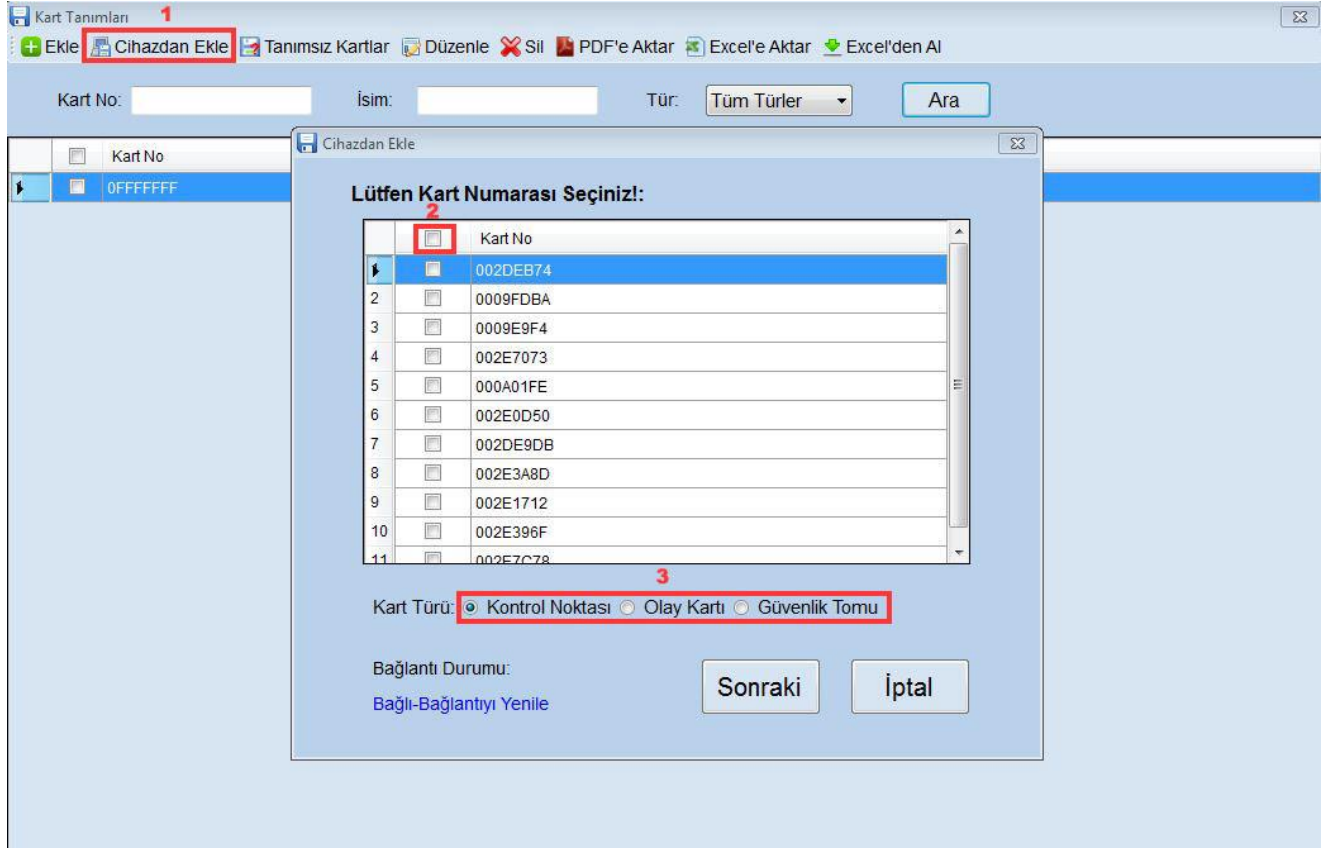 Kart Tanımları 1
Ekle Cihazdan Ekle Tanımsız Kartlar Düzenle Sil PDF'e Aktar Excel'e Aktar Excel'den Al
Kart No: İsim: Tür: Tüm Türler Ara
Kart No
0FFFFFFF
Cihazdan Ekle
Lütfen Kart Numarası Seçiniz!:
2
Kart No
002DEB74
2 0009FDBA
3 0009E9F4
4 002E7073
5 000A01FE
6 002E0D50
7 002DE9DB
8 002E3A8D
9 002E1712
10 002E396F
11 002E7C78
3
Kart Türü: Kontrol Noktası Olay Kartı Güvenlik Tomu
Bağlantı Durumu:
Bağlı-Bağlantıyı Yenile
Sonraki İptal